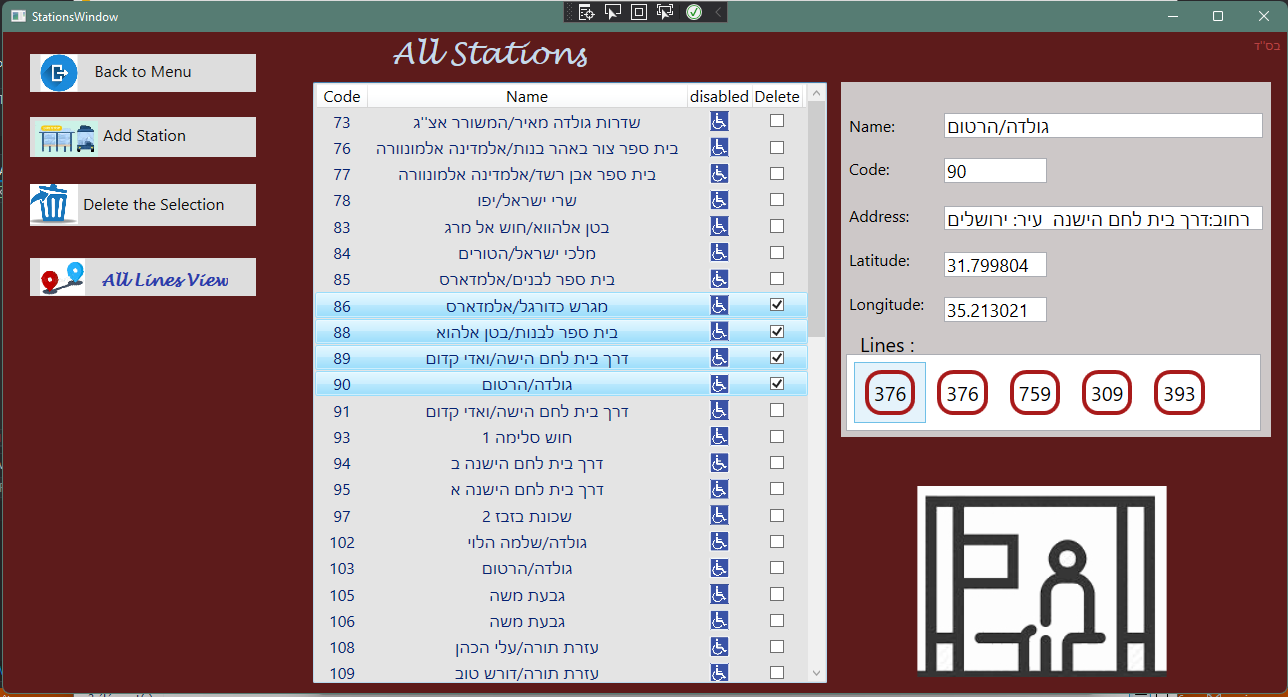 StationsWindow
בס"ד
All Stations
Back to Menu
Add Station
Delete the Selection
All Lines View
Code Name disabled Delete
73 שדרות גולדה מאיר/המשורר אצ''ג
76 בית ספר צור באהר בנות/אלמדינה אלמונוורה
77 בית ספר אבן רשד/אלמדינה אלמונוורה
78 שרי ישראל/יפו
83 בטן אלהווא/חוש אל מרג
84 מלכי ישראל/הטורים
85 בית ספר לבנים/אלמדארס
86 מגרש כדורגל/אלמדארס
88 בית ספר לבנות/בטן אלהוא
89 דרך בית לחם הישה/ואדי קדום
90 גולדה/הרטום
91 דרך בית לחם הישה/ואדי קדום
93 חוש סלימה 1
94 דרך בית לחם הישנה ב
95 דרך בית לחם הישנה א
97 שכונת בזבז 2
102 גולדה/שלמה הלוי
103 גולדה/הרטום
105 גבעת משה
106 גבעת משה
108 עזרת תורה/עלי הכהן
109 עזרת תורה/דורש טוב
Name: גולדה/הרטום
Code: 90
Address: רחוב:דרך בית לחם הישנה עיר: ירושלים
Latitude: 31.799804
Longitude: 35.213021
Lines :
376 376 759 309 393